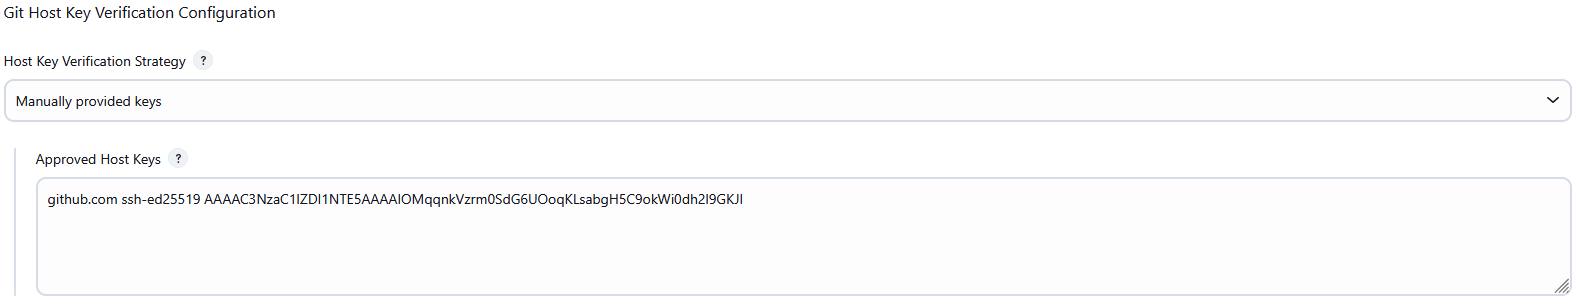 Git Host Key Verification Configuration
Host Key Verification Strategy ?
Manually provided keys
Approved Host Keys ?
github.com ssh-ed25519 AAAAC3NzaC1lZDI1NTE5AAAAIOMqqnkVzrm0SdG6UOoqKLsabgH5C9okWi0dh2l9GKJl